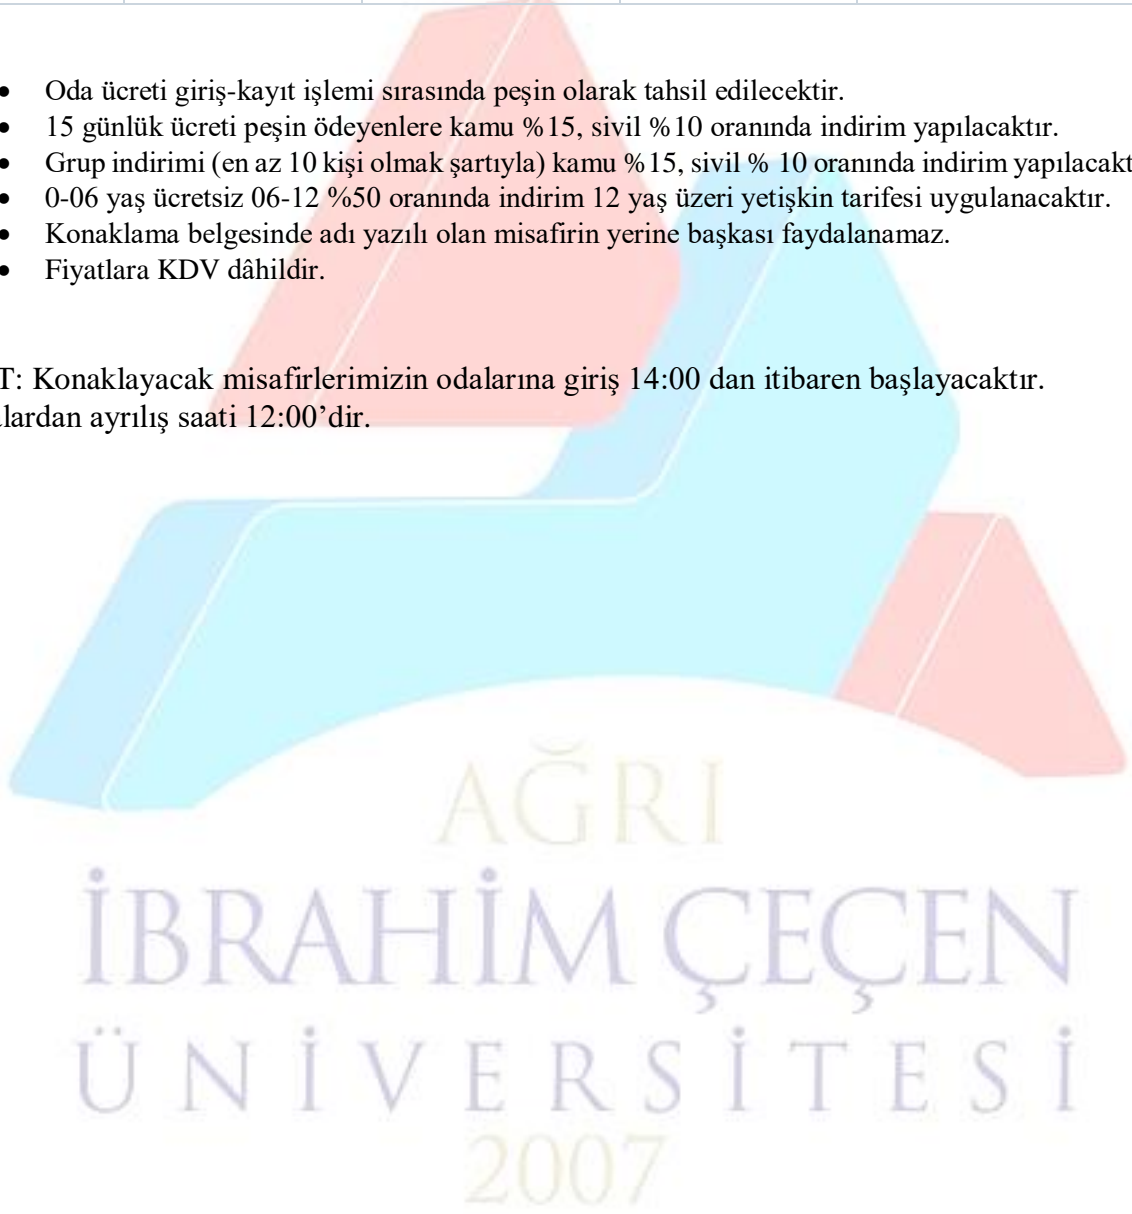 • Oda ücreti giriş-kayıt işlemi sırasında peşin olarak tahsil edilecektir.
• 15 günlük ücreti peşin ödeyenlere kamu %15, sivil %10 oranında indirim yapılacaktır.
• Grup indirimi (en az 10 kişi olmak şartıyla) kamu %15, sivil % 10 oranında indirim yapılacakt
• 0-06 yaş ücretsiz 06-12 %50 oranında indirim 12 yaş üzeri yetişkin tarifesi uygulanacaktır.
• Konaklama belgesinde adı yazılı olan misafirin yerine başkası faydalanamaz.
• Fiyatlara KDV dâhildir.
T: Konaklayacak misafirlerimizin odalarına giriş 14:00 dan itibaren başlayacaktır.
lardan ayrılış saati 12:00’dir.
AĞRI
İBRAHİM ÇEÇEN
ÜNİVERSİTESİ
2007